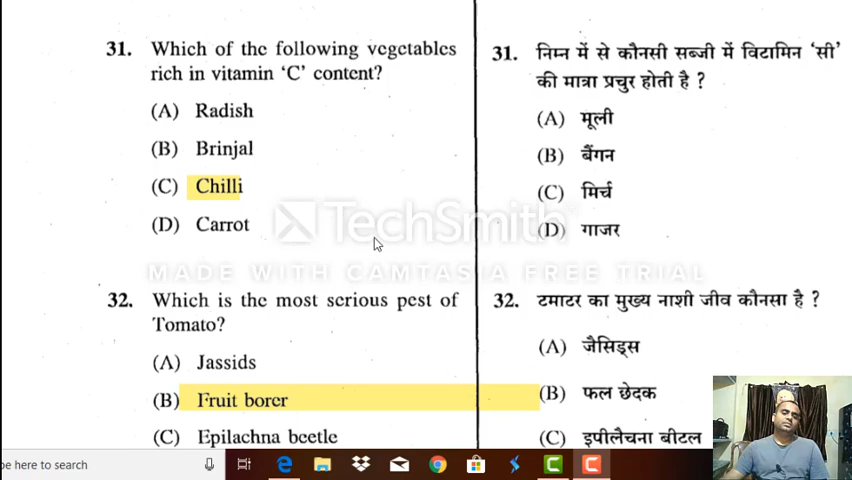 31. Which of the following vegetables
rich in vitamin ‘C’ content?
(A) Radish
(B) Brinjal
(C) Chilli
(D) Carrot
32. Which is the most serious pest of
Tomato?
(A) Jassids
(B) Fruit borer
(C) Epilachna beetle
31. निम्न में से कौनसी सब्जी में विटामिन ‘सी’
की मात्रा प्रचुर होती है ?
(A) मूली
(B) बैंगन
(C) मिर्च
(D) गाजर
32. टमाटर का मुख्य नाशी जीव कौनसा है ?
(A) जैसिड्स
(B) फल छेदक
(C) इपीलैचना बीटल
TechSmith
MADE WITH CAMTASIA FREE TRIAL
pe here to search